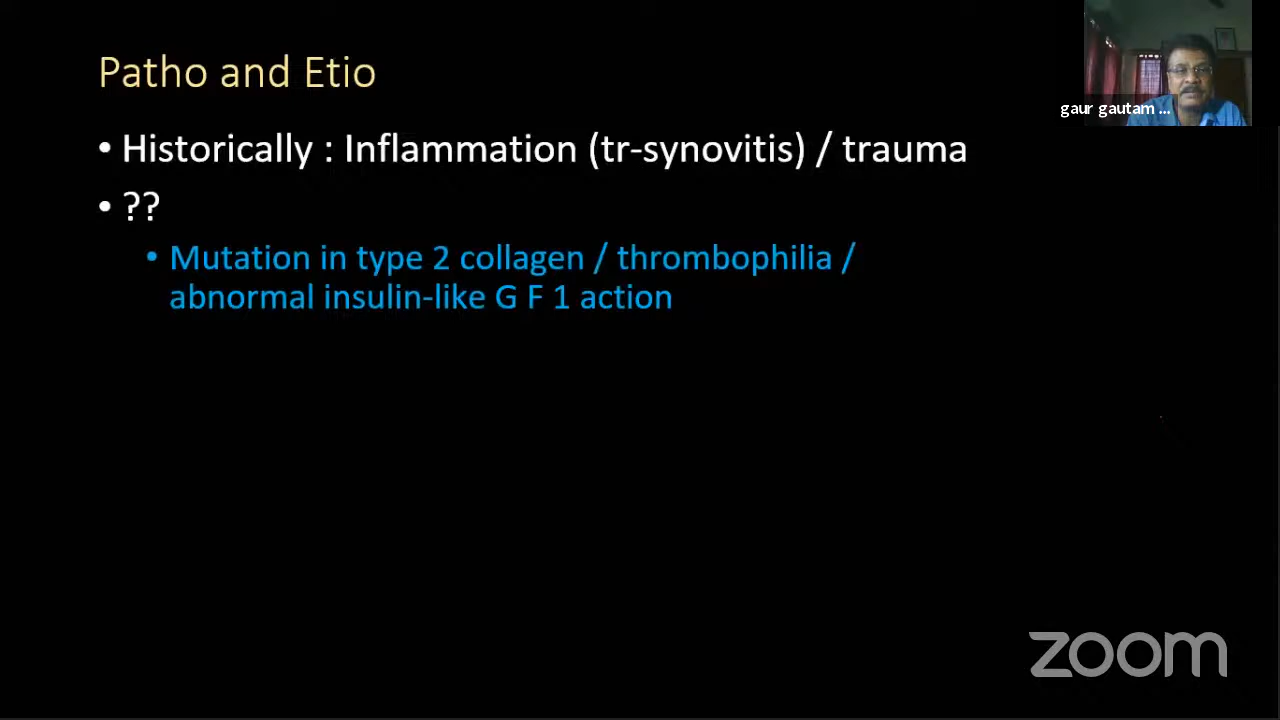 Patho and Etio
gaur gautam ...
• Historically : Inflammation (tr-synovitis) / trauma
• ??
• Mutation in type 2 collagen / thrombophilia /
abnormal insulin-like G F 1 action
zoom